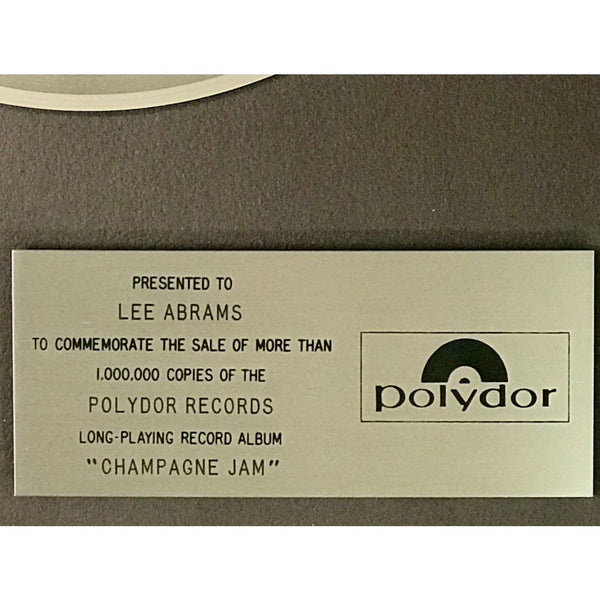 PRESENTED TO
LEE ABRAMS
TO COMMEMORATE THE SALE OF MORE THAN
1,000,000 COPIES OF THE
POLYDOR RECORDS
LONG-PLAYING RECORD ALBUM
"CHAMPAGNE JAM"
polydor